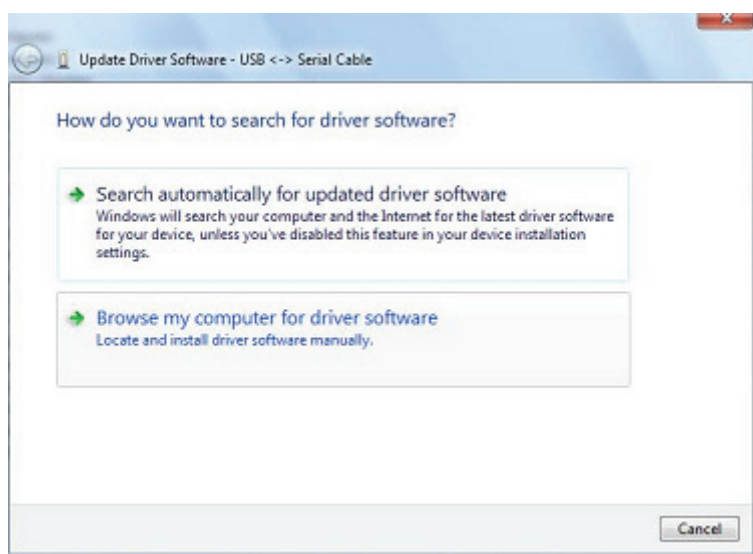 Update Driver Software - USB <-> Serial Cable
How do you want to search for driver software?
Search automatically for updated driver software
Windows will search your computer and the Internet for the latest driver software
for your device, unless you've disabled this feature in your device installation
settings.
Browse my computer for driver software
Locate and install driver software manually.
Cancel